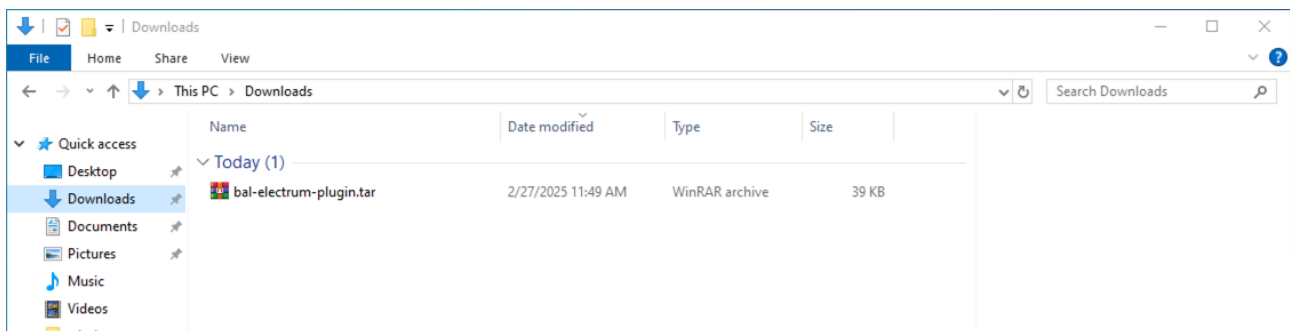 Downloads
File Home Share View
This PC > Downloads
Search Downloads
Name Date modified Type Size
Quick access
Today (1)
Desktop
bal-electrum-plugin.tar 2/27/2025 11:49 AM WinRAR archive 39 KB
Downloads
Documents
Pictures
Music
Videos